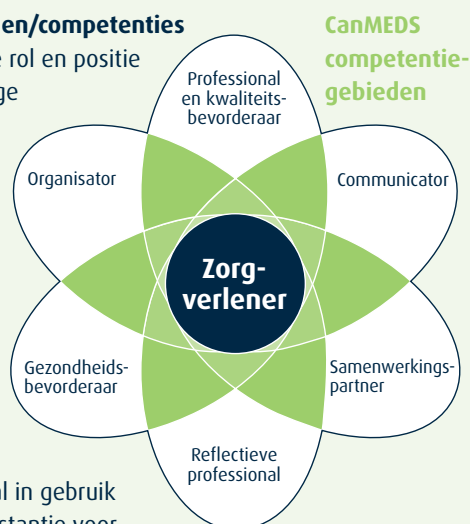 en/competenties
rol en positie
ge
CanMEDS
competentie-
gebieden
Professional
en kwaliteits-
bevorderaar
Organisator
Communicator
Zorg-
verlener
Gezondheids-
bevorderaar
Samenwerkings-
partner
Reflectieve
professional
in gebruik
voor